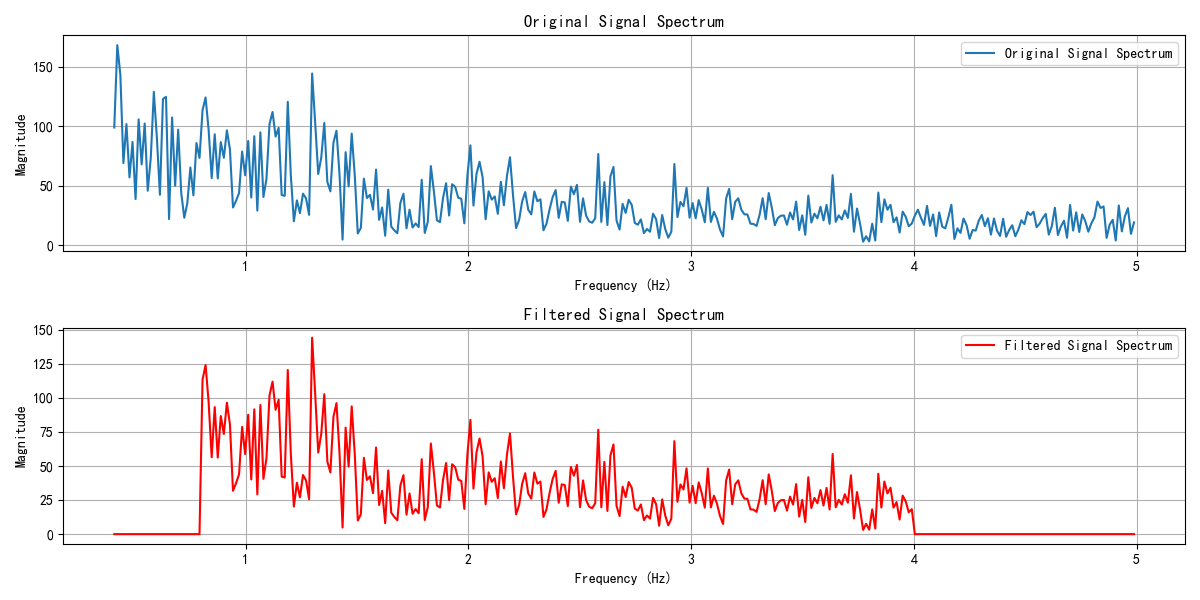 Original Signal Spectrum
Original Signal Spectrum
150
100
50
0
Magnitude
1 2 3 4 5
Frequency (Hz)
Filtered Signal Spectrum
Filtered Signal Spectrum
150
125
100
75
50
25
0
Magnitude
1 2 3 4 5
Frequency (Hz)